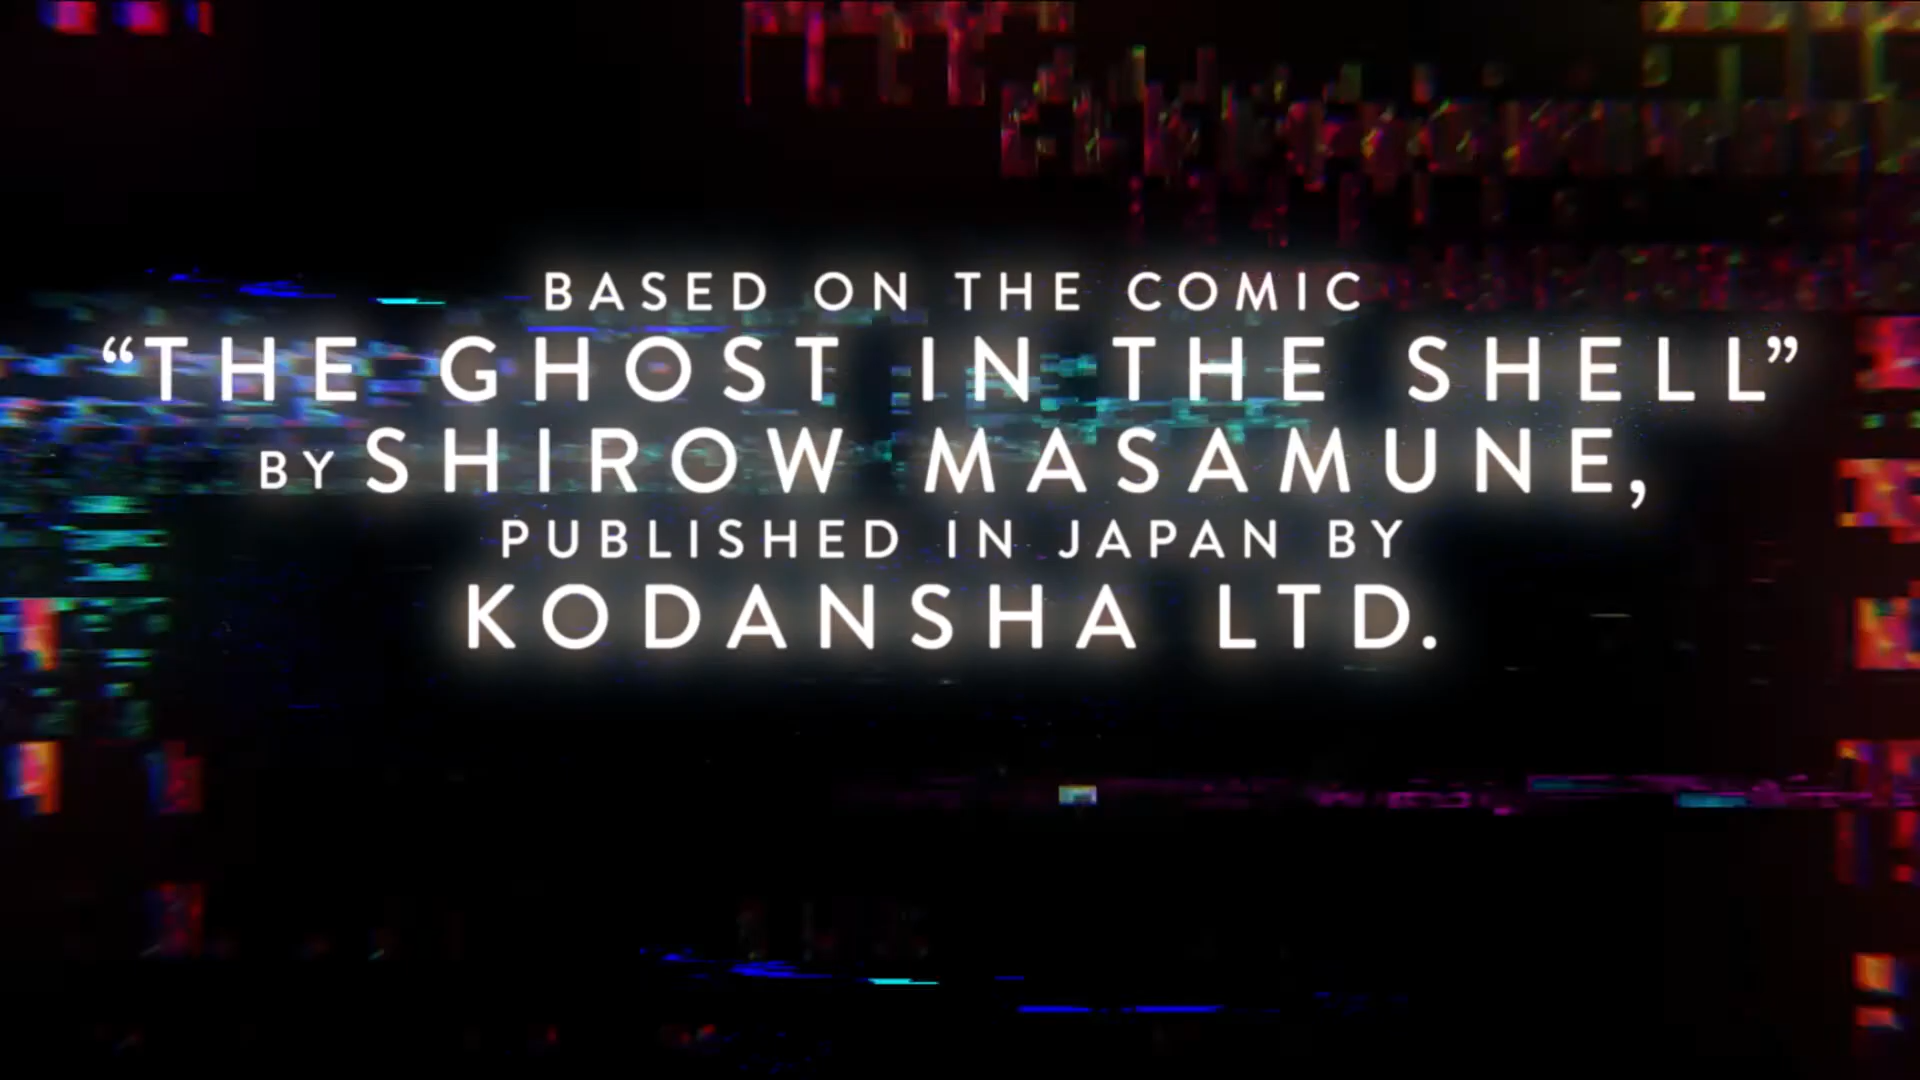 BASED ON THE COMIC
“THE GHOST IN THE SHELL”
BY SHIROW MASAMUNE,
PUBLISHED IN JAPAN BY
KODANSHA LTD.